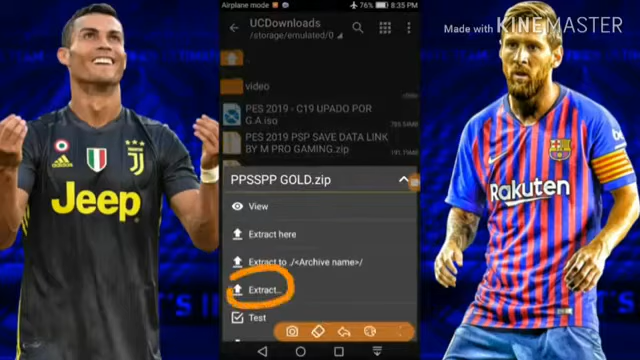 Airplane mode
76% 8:35 PM
Made with KINEMASTER
UCDownloads
/storage/emulated/0
video
PES 2019 - C19 UPADO POR
G.A.iso
PES 2019 PSP SAVE DATA LINK
BY M PRO GAMING.zip
PPSSPP GOLD.zip
View
Extract here
Extract to ./<Archive name>/
Extract...
Test
adidas
Jeep
Rakuten